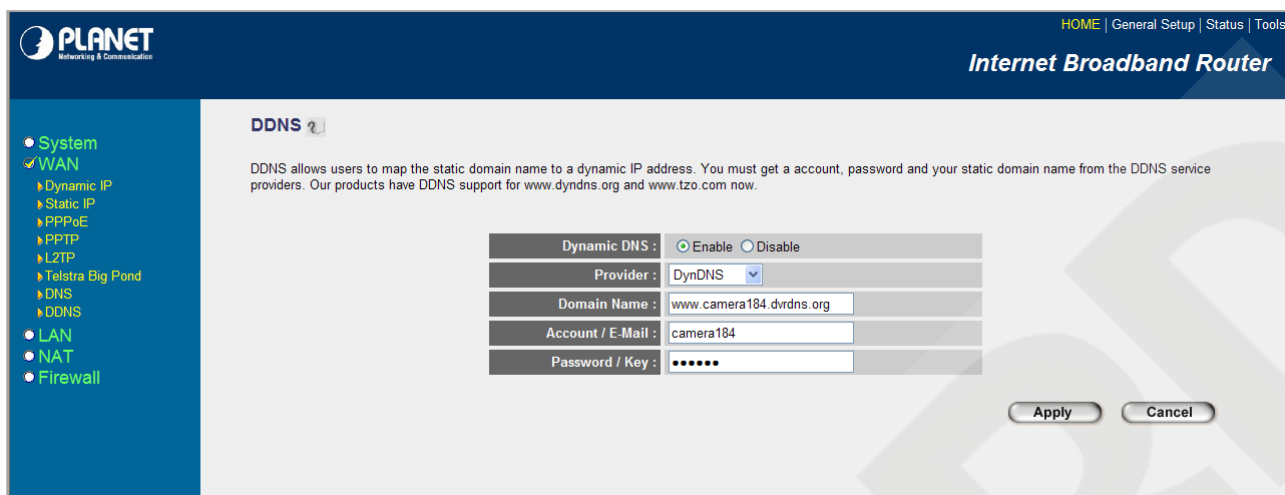 PLANET
Networking & Communication
HOME | General Setup | Status | Tools
Internet Broadband Router
System
WAN
Dynamic IP
Static IP
PPPoE
PPTP
L2TP
Telstra Big Pond
DNS
DDNS
LAN
NAT
Firewall
DDNS
DDNS allows users to map the static domain name to a dynamic IP address. You must get a account, password and your static domain name from the DDNS service
providers. Our products have DDNS support for www.dyndns.org and www.tzo.com now.
Dynamic DNS : Enable Disable
Provider : DynDNS
Domain Name : www.camera184.dvrdns.org
Account / E-Mail : camera184
Password / Key : ••••••
Apply Cancel